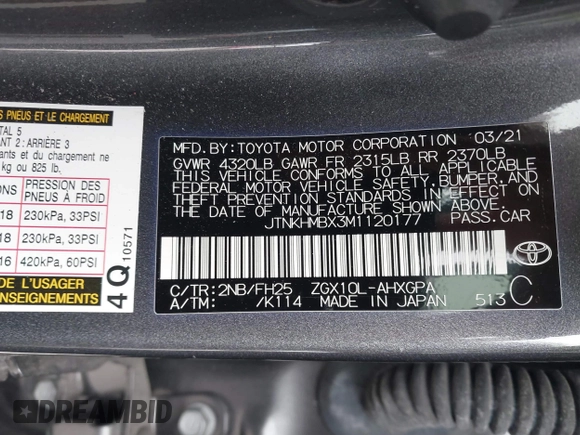 S PNEUS ET LE CHARGEMENT
TAL 5
ANT 2 : ARRIÈRE 3
ants et du chargement ne
kg ou 825 lb.
ONS PRESSION DES PNEUS À FROID
18 230kPa, 33PSI
18 230kPa, 33PSI
16 420kPa, 60PSI
L'USAGER
ENSEIGNEMENTS
4Q 10571
MFD. BY: TOYOTA MOTOR CORPORATION 03/21
GVWR 4320LB GAWR FR 2315LB RR 2370LB
THIS VEHICLE CONFORMS TO ALL APPLICABLE
FEDERAL MOTOR VEHICLE SAFETY, BUMPER, AND
THEFT PREVENTION STANDARDS IN EFFECT ON
THE DATE OF MANUFACTURE SHOWN ABOVE.
JTNKHMBX3M1120177 PASS. CAR
C/TR: 2NB/FH25 ZGX10L-AHXGPA
A/TM: /K114 MADE IN JAPAN 513 C
TOYOTA
DREAMBID